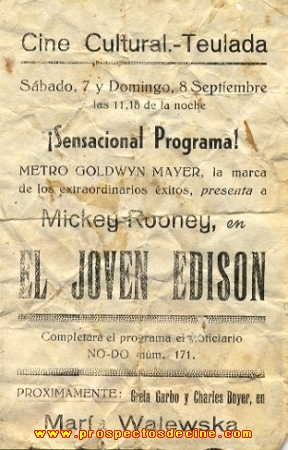 Cine Cultural.-Teulada
Sábado, 7 y Domingo, 8 Septiembre
las 11,15 de la noche
¡Sensacional Programa!
METRO GOLDWYN MAYER, la marca
de los extraordinarios éxitos, presenta a
Mickey Rooney, en
EL JOVEN EDISON
Completará el programa el Noticiario
NO-DO núm. 171.
PROXIMAMENTE: Greta Garbo y Charles Boyer, en
María Walewska
www.prospectosdecine.com